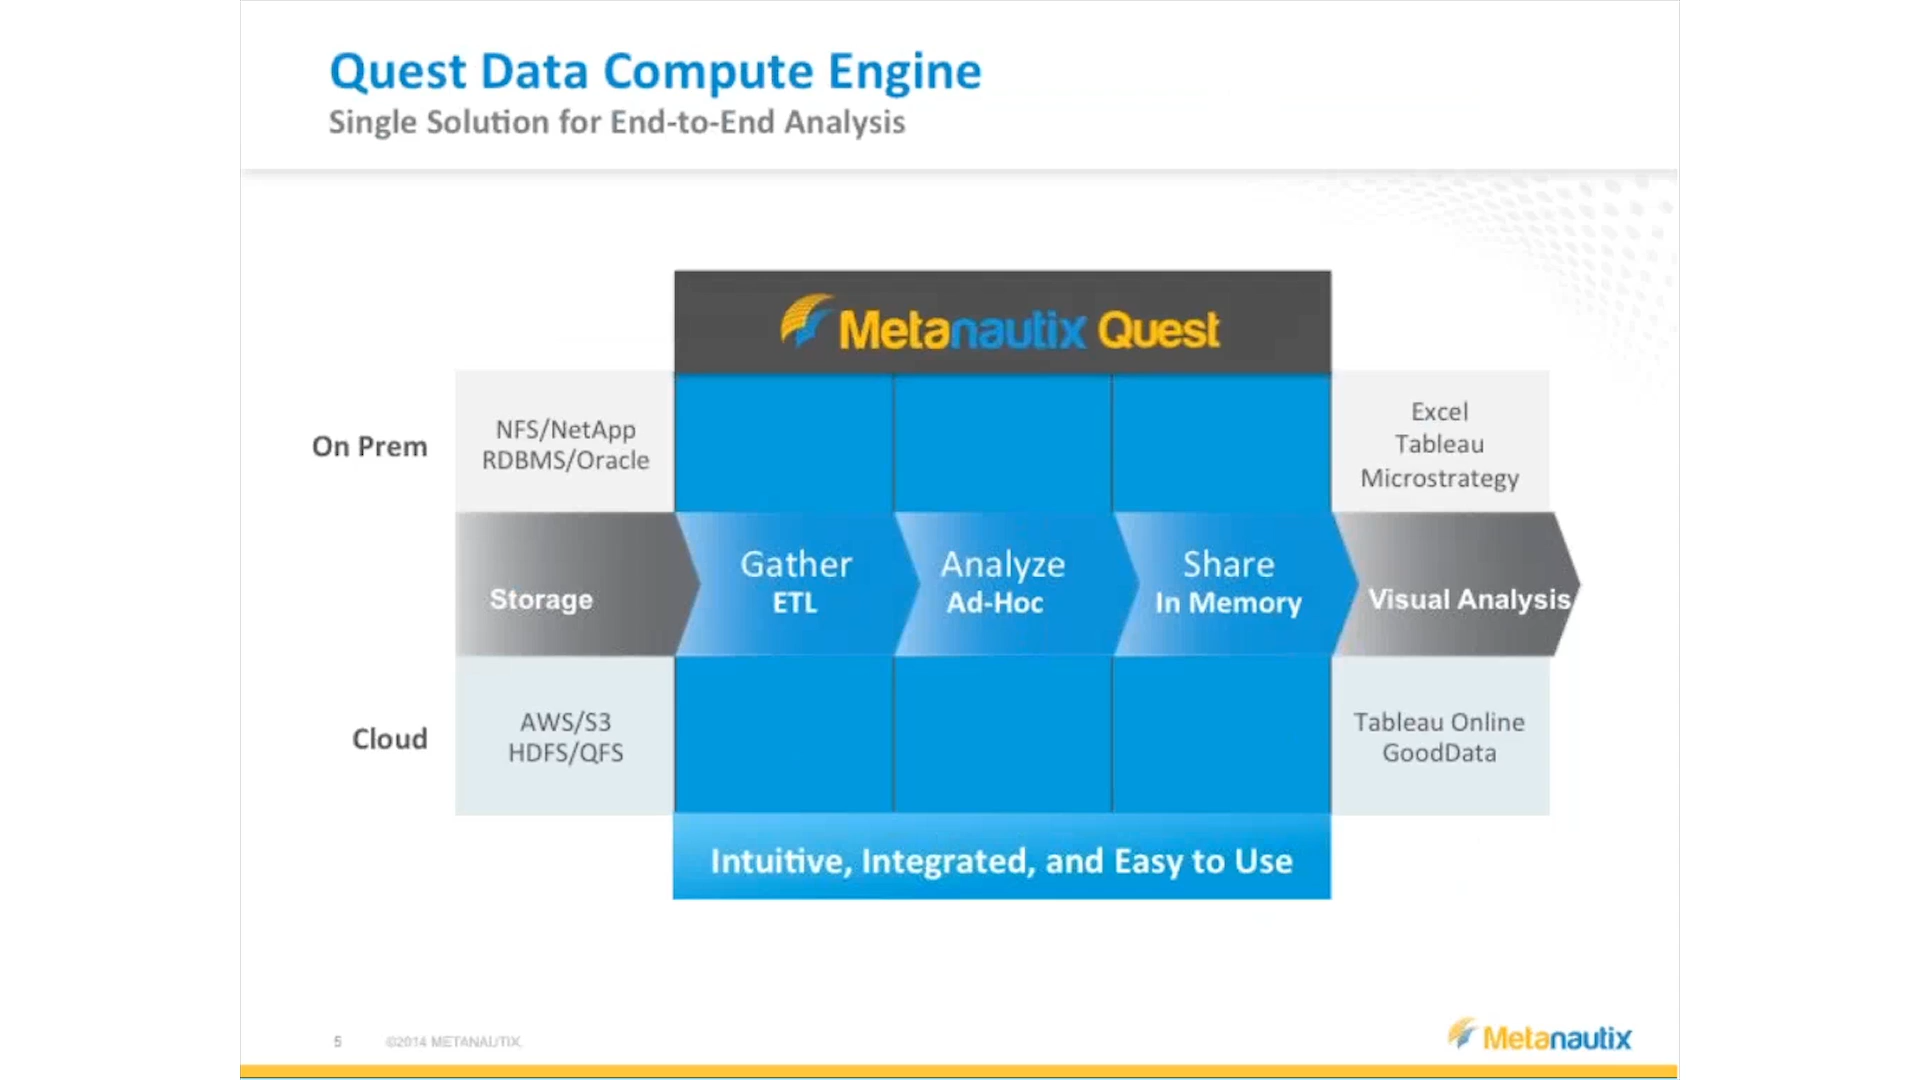 Quest Data Compute Engine
Single Solution for End-to-End Analysis
Metanautix Quest
On Prem
NFS/NetApp
RDBMS/Oracle
Excel
Tableau
Microstrategy
Storage
Gather
ETL
Analyze
Ad-Hoc
Share
In Memory
Visual Analysis
Cloud
AWS/S3
HDFS/QFS
Tableau Online
GoodData
Intuitive, Integrated, and Easy to Use
5
©2014 METANAUTIX.
Metanautix